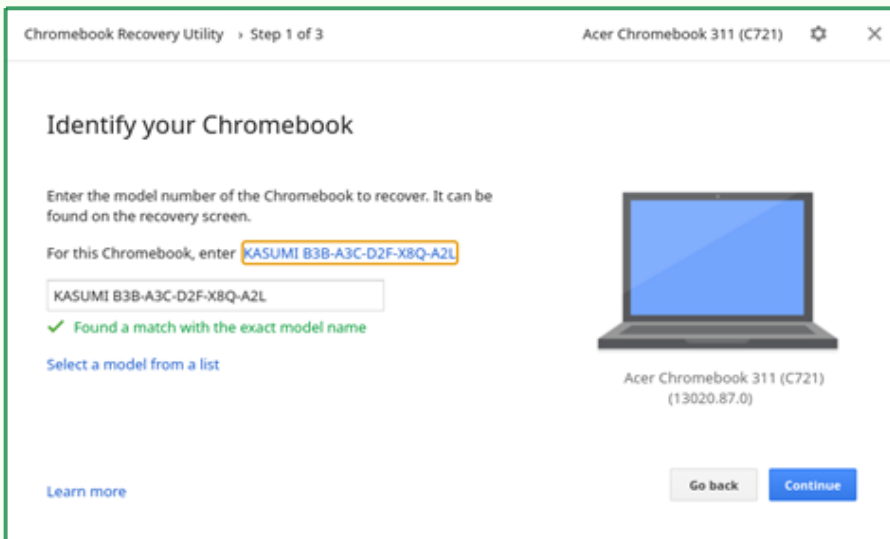 Chromebook Recovery Utility › Step 1 of 3
Acer Chromebook 311 (C721)
Identify your Chromebook
Enter the model number of the Chromebook to recover. It can be
found on the recovery screen.
For this Chromebook, enter KASUMI B3B-A3C-D2F-X8Q-A2L
KASUMI B3B-A3C-D2F-X8Q-A2L
Found a match with the exact model name
Select a model from a list
Acer Chromebook 311 (C721)
(13020.87.0)
Learn more
Go back
Continue